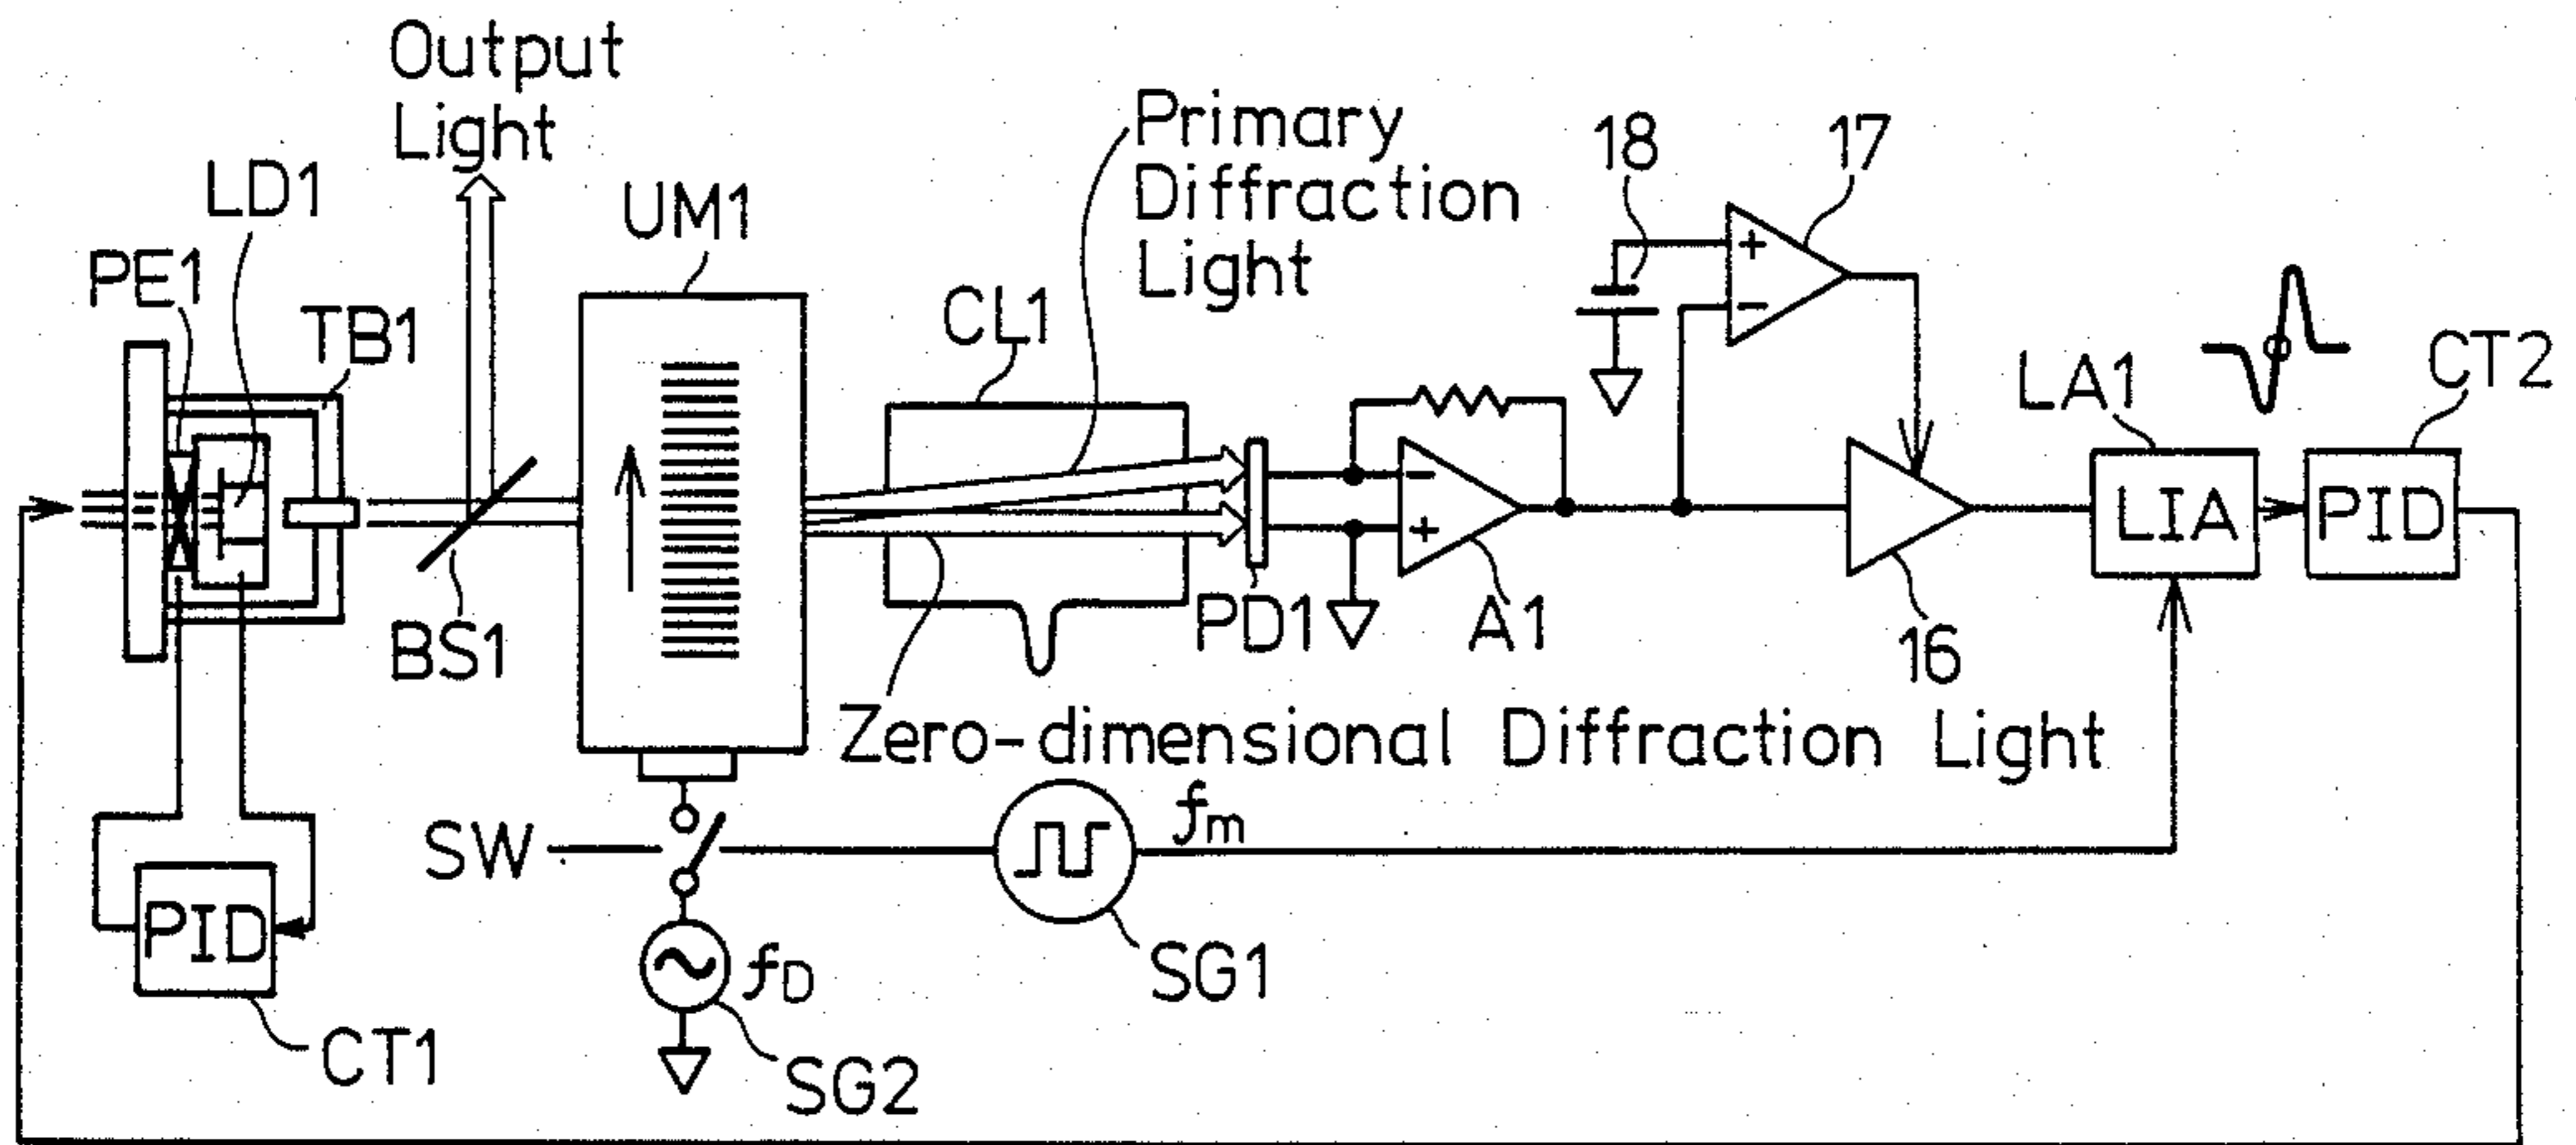 Output
Light
Primary
Diffraction
Light
18
17
LD1
UM1
PE1
TB1
CL1
LA1
CT2
+
−
−
+
LIA
PID
BS1
PD1
A1
16
Zero-dimensional Diffraction Light
SW
fm
PID
fD
SG1
CT1
SG2